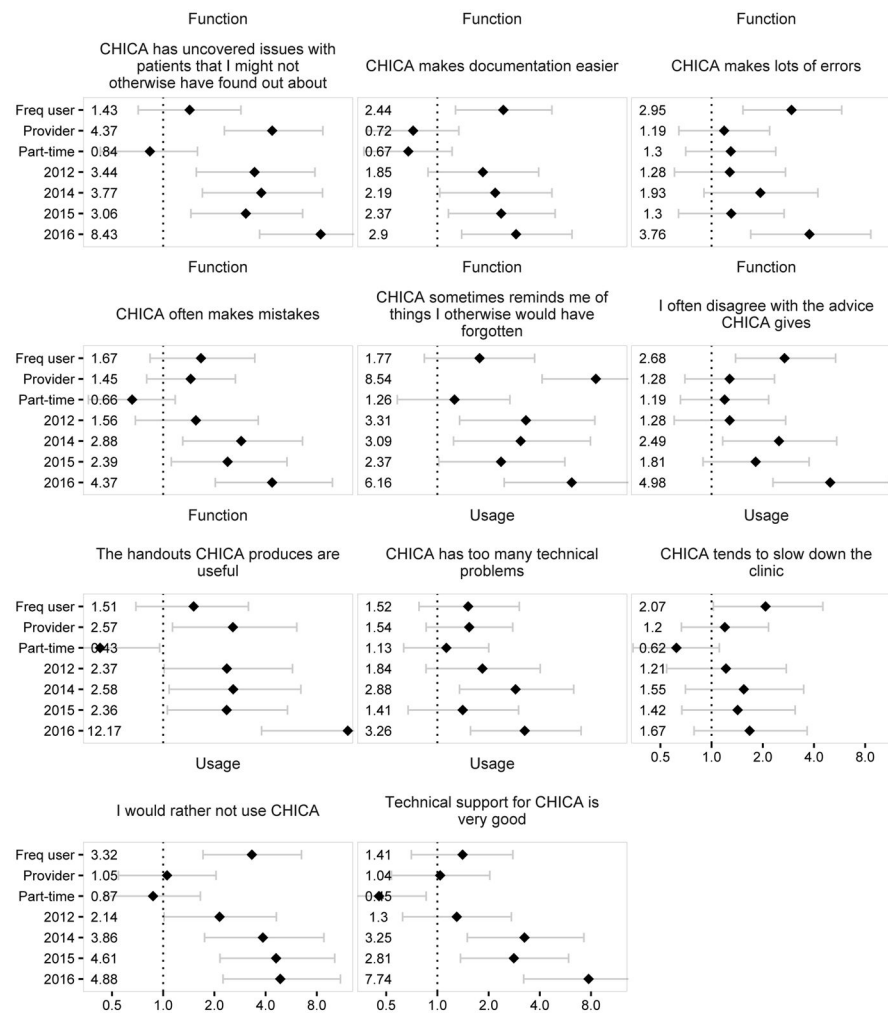 Function
Function
Function
CHICA has uncovered issues with
patients that I might not
otherwise have found out about
CHICA makes documentation easier
CHICA makes lots of errors
Freq user 1.43 2.44 2.95
Provider 4.37 0.72 1.19
Part-time 0.84 0.67 1.3
2012 3.44 1.85 1.28
2014 3.77 2.19 1.93
2015 3.06 2.37 1.3
2016 8.43 2.9 3.76
Function
Function
Function
CHICA often makes mistakes
CHICA sometimes reminds me of
things I otherwise would have
forgotten
I often disagree with the advice
CHICA gives
Freq user 1.67 1.77 2.68
Provider 1.45 8.54 1.28
Part-time 0.66 1.26 1.19
2012 1.56 3.31 1.28
2014 2.88 3.09 2.49
2015 2.39 2.37 1.81
2016 4.37 6.16 4.98
Function
Usage
Usage
The handouts CHICA produces are
useful
CHICA has too many technical
problems
CHICA tends to slow down the
clinic
Freq user 1.51 1.52 2.07
Provider 2.57 1.54 1.2
Part-time 0.43 1.13 0.62
2012 2.37 1.84 1.21
2014 2.58 2.88 1.55
2015 2.36 1.41 1.42
2016 12.17 3.26 1.67
0.5 1.0 2.0 4.0 8.0
Usage
Usage
I would rather not use CHICA
Technical support for CHICA is
very good
Freq user 3.32 1.41
Provider 1.05 1.04
Part-time 0.87
2012 2.14 1.3
2014 3.86 3.25
2015 4.61 2.81
2016 4.88 7.74
0.5 1.0 2.0 4.0 8.0 0.5 1.0 2.0 4.0 8.0